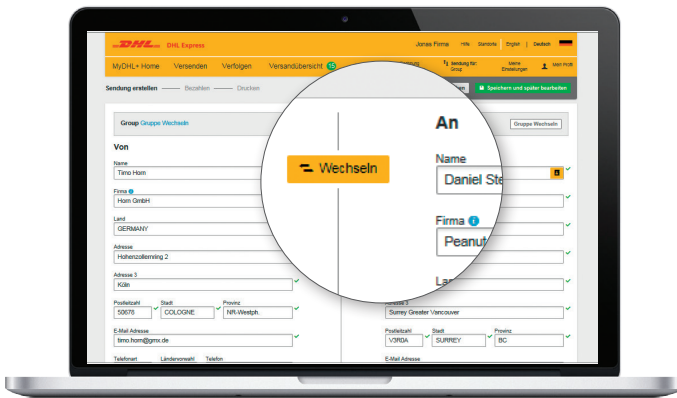 DHL DHL Express
Jonas Firma Hilfe Standorte English | Deutsch
MyDHL+ Home Versenden Verfolgen Versandübersicht 15
Sendung für: Group Meine Einstellungen Mein Profil
Sendung erstellen Bezahlen Drucken
Speichern und später bearbeiten
Group Gruppe Wechseln
Gruppe Wechseln
Von
An
Wechseln
Name
Timo Horn
Name
Daniel Ste
Firma
Horn GmbH
Firma
Peanut
Land
GERMANY
La
Adresse
Hohenzollernring 2
Adresse 3
Köln
Surrey Greater Vancouver
Postleitzahl Stadt Provinz
50678 COLOGNE NR-Westph.
Postleitzahl Stadt Provinz
V3R0A SURREY BC
E-Mail Adresse
timo.horn@gmx.de
E-Mail Adresse
Telefonart Ländervorwahl Telefon